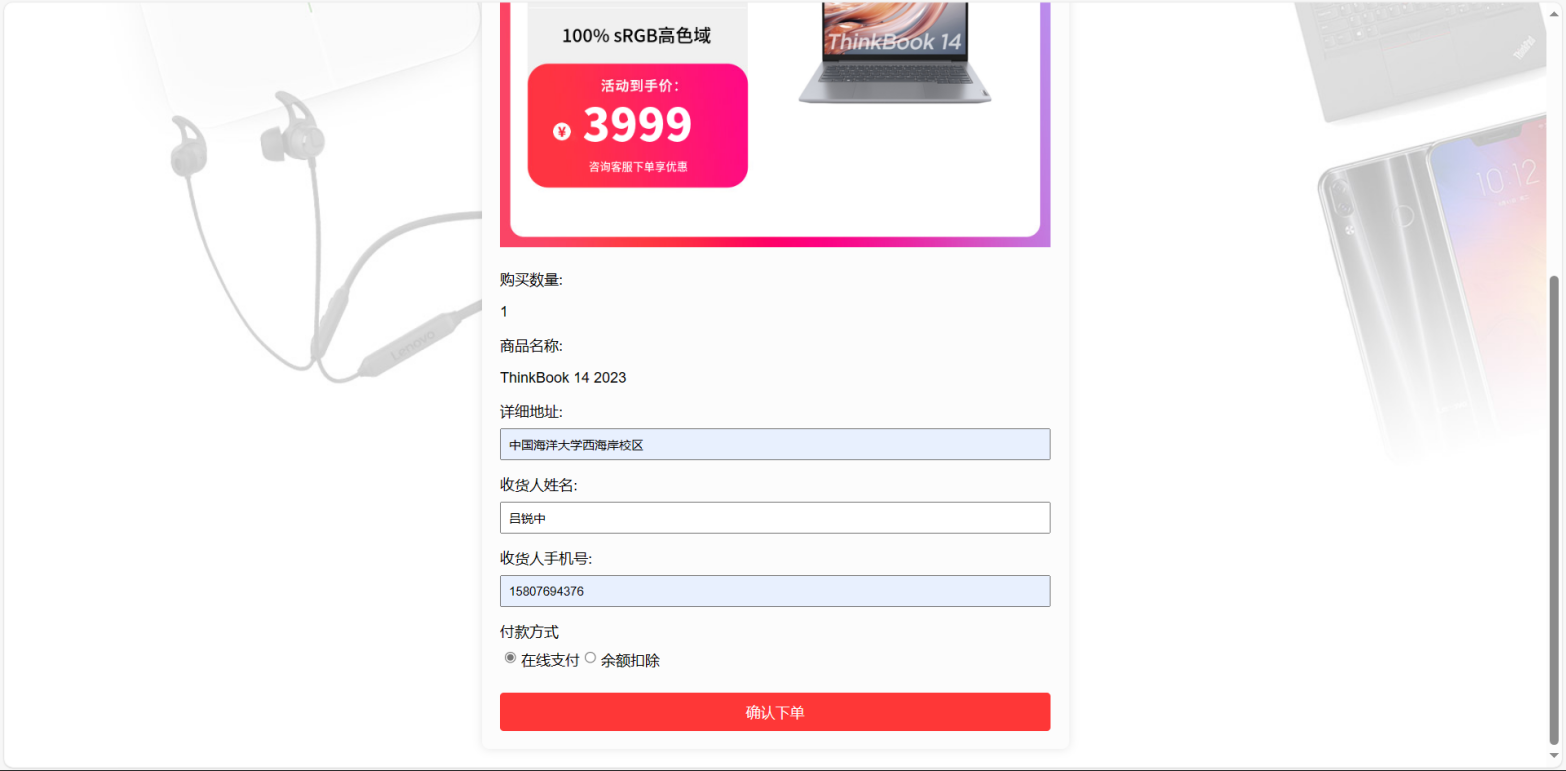 100% sRGB高色域
ThinkBook 14
活动到手价：
¥ 3999
咨询客服下单享优惠
购买数量:
1
商品名称:
ThinkBook 14 2023
详细地址:
中国海洋大学西海岸校区
收货人姓名:
吕锐中
收货人手机号:
15807694376
付款方式
在线支付 余额扣除
确认下单
Lenovo
ThinkPad
10:12